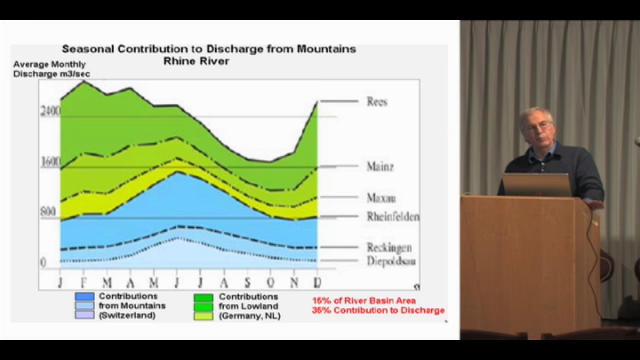 Seasonal Contribution to Discharge from Mountains
Rhine River
Average Monthly
Discharge m3/sec
2400
1600
800
0
Rees
Mainz
Maxau
Rheinfelden
Reckingen
Diepoldsau
J F M A M J J A S O N D
Contributions
from Mountains
(Switzerland)
Contributions
from Lowland
(Germany, NL)
15% of River Basin Area
35% Contribution to Discharge